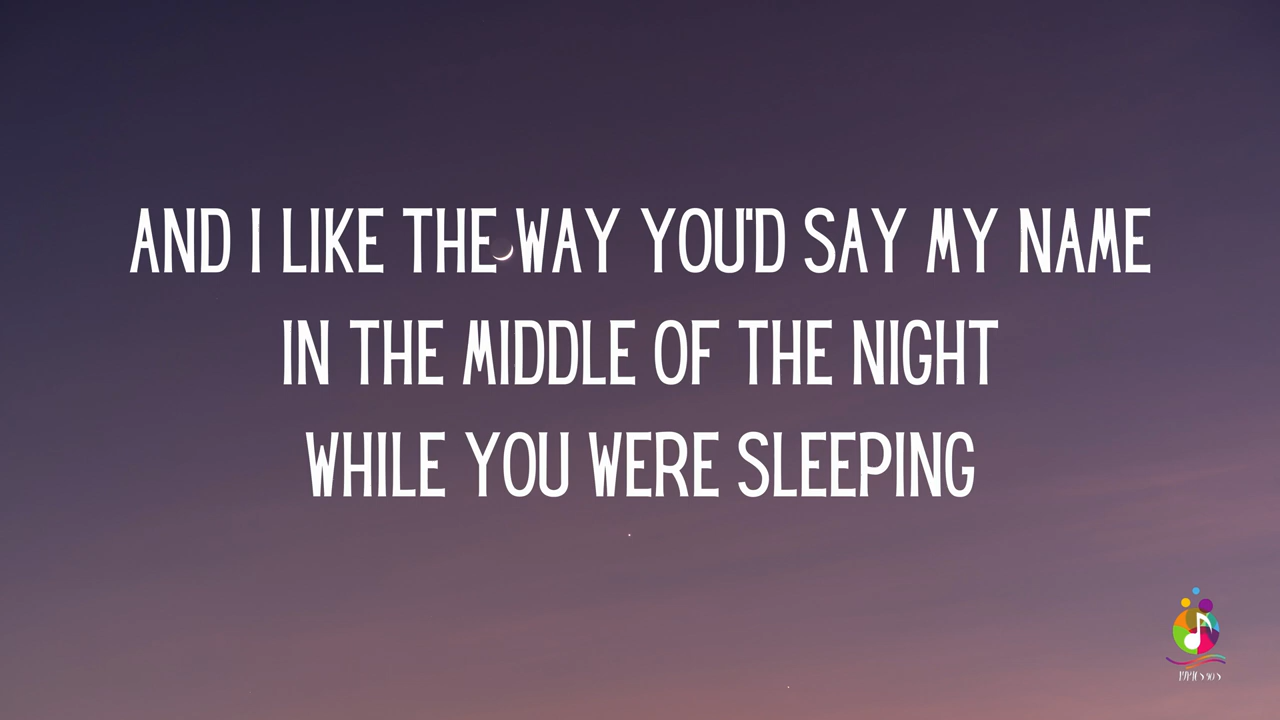 AND I LIKE THE WAY YOU'D SAY MY NAME
IN THE MIDDLE OF THE NIGHT
WHILE YOU WERE SLEEPING